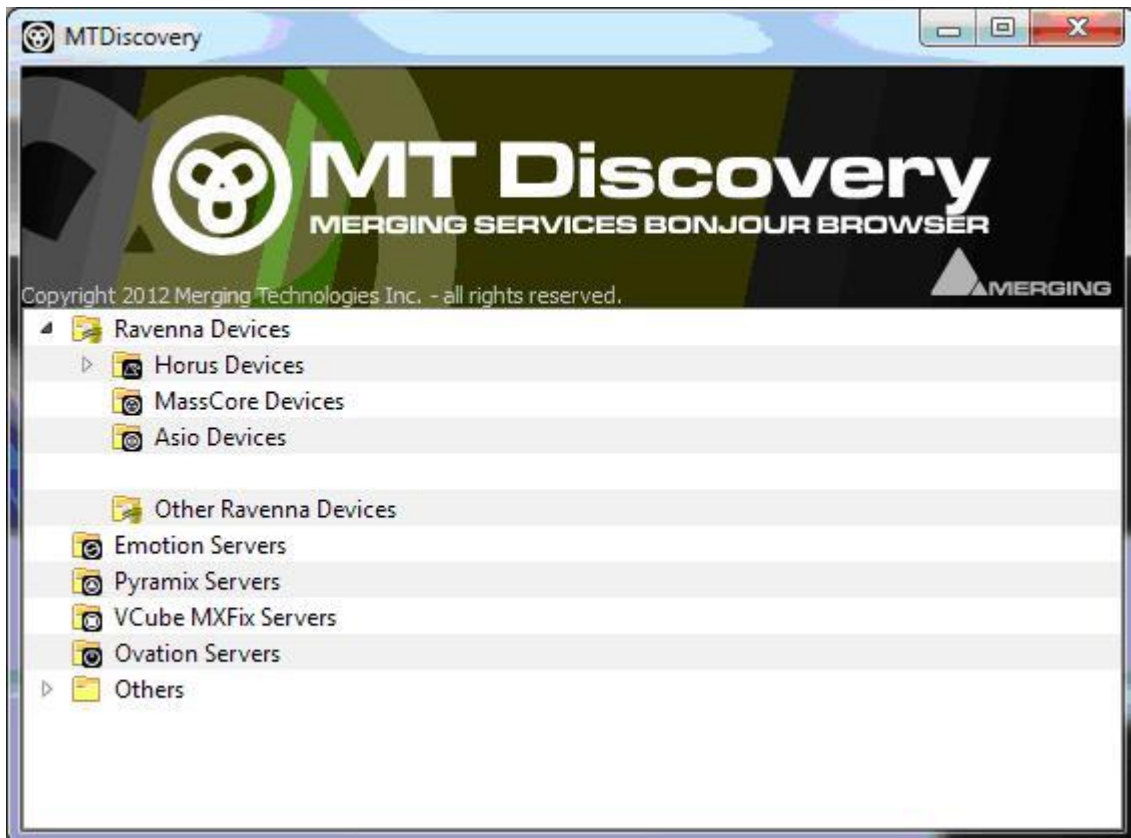 MTDiscovery
MT Discovery
MERGING SERVICES BONJOUR BROWSER
Copyright 2012 Merging Technologies Inc. - all rights reserved.
MERGING
Ravenna Devices
Horus Devices
MassCore Devices
Asio Devices
Other Ravenna Devices
Emotion Servers
Pyramix Servers
VCube MXFix Servers
Ovation Servers
Others